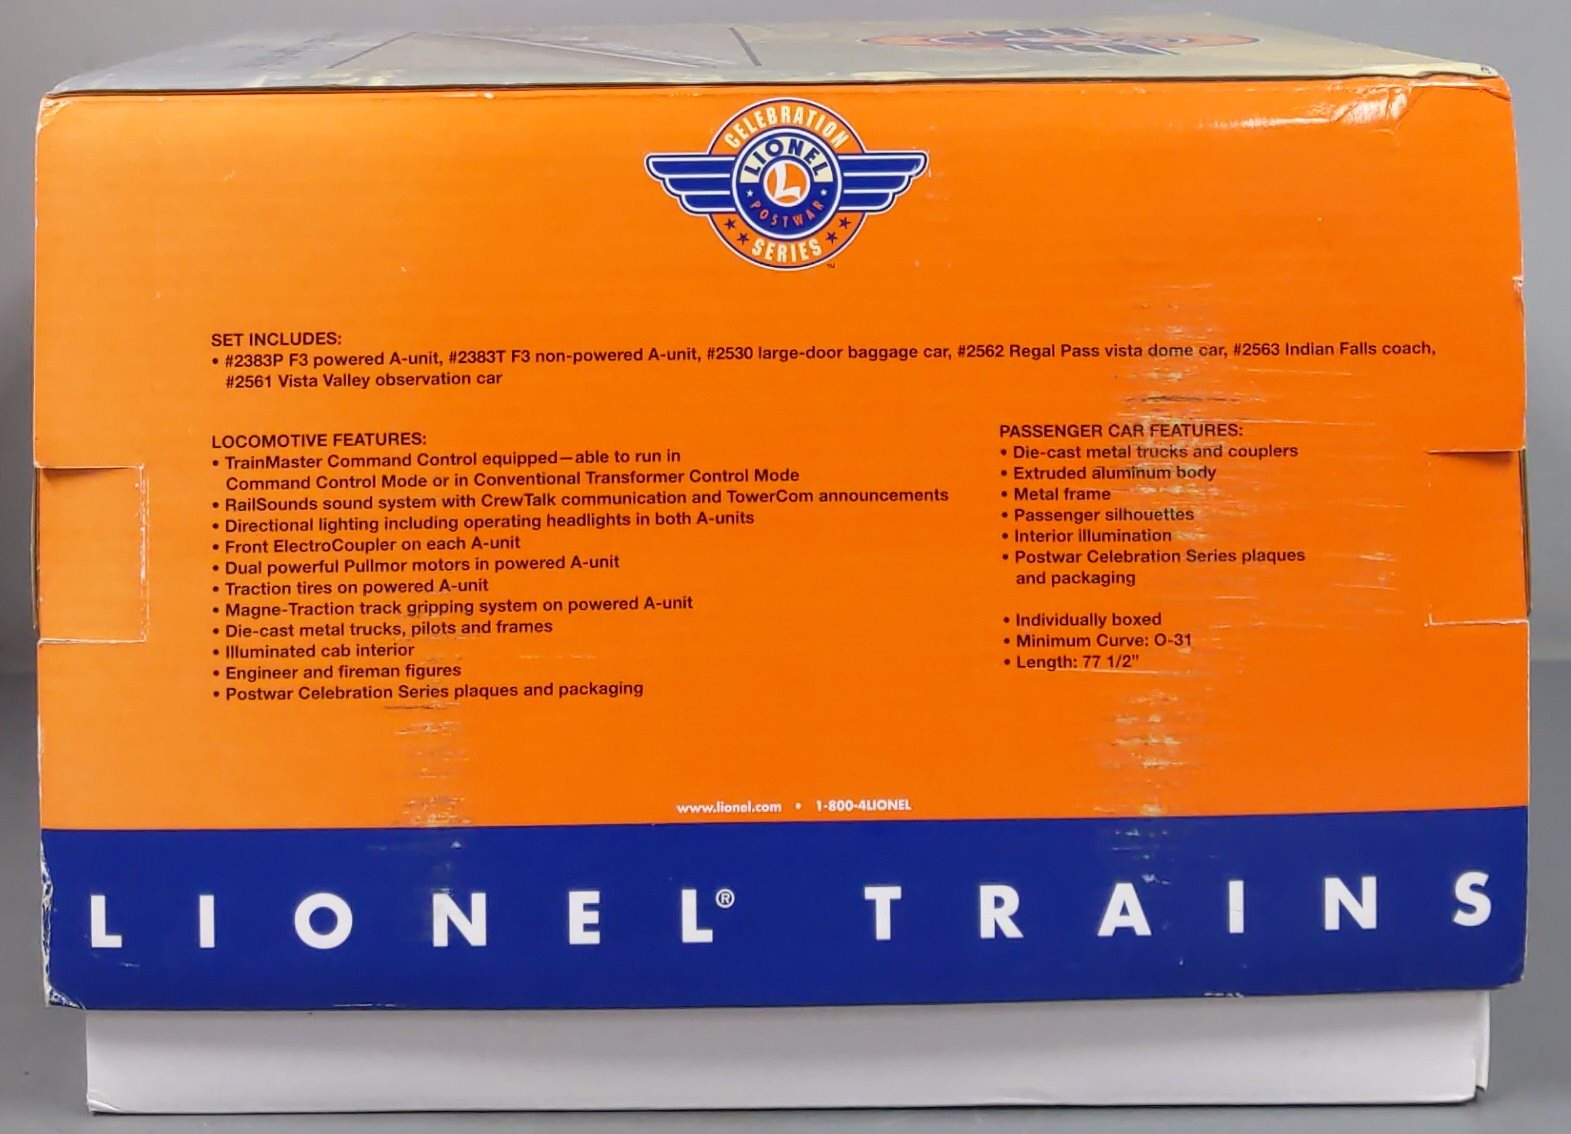 CELEBRATION
LIONEL
L
POSTWAR
SERIES
™
SET INCLUDES:
• #2383P F3 powered A-unit, #2383T F3 non-powered A-unit, #2530 large-door baggage car, #2562 Regal Pass vista dome car, #2563 Indian Falls coach,
#2561 Vista Valley observation car
LOCOMOTIVE FEATURES:
• TrainMaster Command Control equipped—able to run in
Command Control Mode or in Conventional Transformer Control Mode
• RailSounds sound system with CrewTalk communication and TowerCom announcements
• Directional lighting including operating headlights in both A-units
• Front ElectroCoupler on each A-unit
• Dual powerful Pullmor motors in powered A-unit
• Traction tires on powered A-unit
• Magne-Traction track gripping system on powered A-unit
• Die-cast metal trucks, pilots and frames
• Illuminated cab interior
• Engineer and fireman figures
• Postwar Celebration Series plaques and packaging
PASSENGER CAR FEATURES:
• Die-cast metal trucks and couplers
• Extruded aluminum body
• Metal frame
• Passenger silhouettes
• Interior illumination
• Postwar Celebration Series plaques
and packaging
• Individually boxed
• Minimum Curve: O-31
• Length: 77 1/2"
www.lionel.com • 1-800-4LIONEL
LIONEL® TRAINS